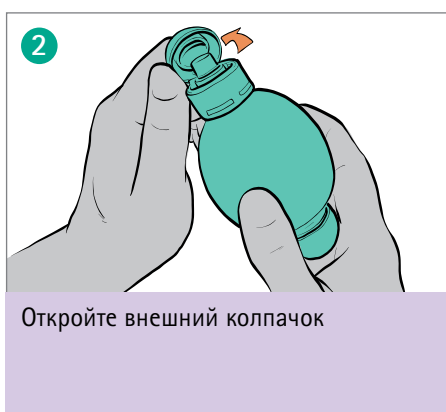 2
Откройте внешний колпачок